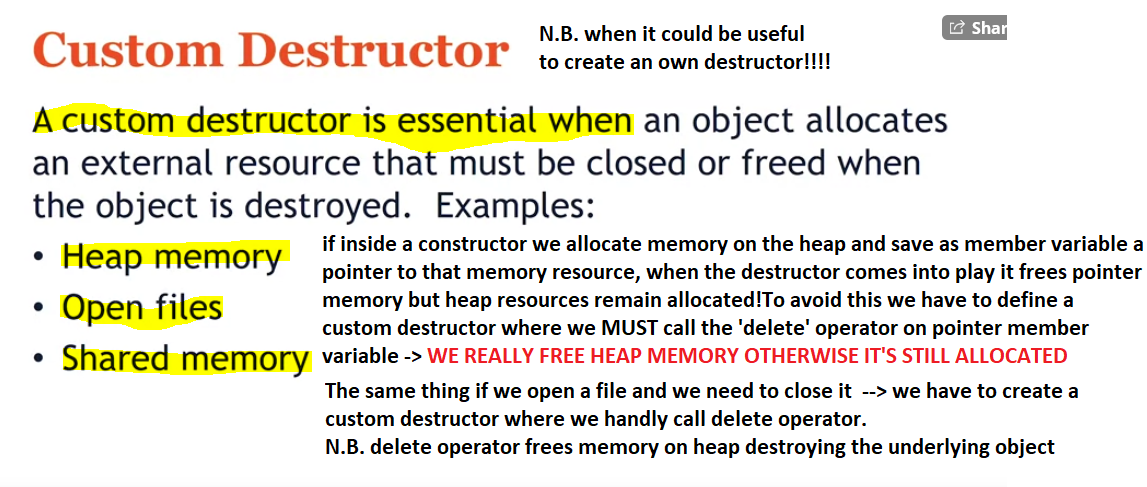 Custom Destructor
N.B. when it could be useful
to create an own destructor!!!!
Shar
A custom destructor is essential when an object allocates
an external resource that must be closed or freed when
the object is destroyed. Examples:
• Heap memory
• Open files
• Shared memory
if inside a constructor we allocate memory on the heap and save as member variable a
pointer to that memory resource, when the destructor comes into play it frees pointer
memory but heap resources remain allocated!To avoid this we have to define a
custom destructor where we MUST call the 'delete' operator on pointer member
variable -> WE REALLY FREE HEAP MEMORY OTHERWISE IT'S STILL ALLOCATED
The same thing if we open a file and we need to close it --> we have to create a
custom destructor where we handly call delete operator.
N.B. delete operator frees memory on heap destroying the underlying object